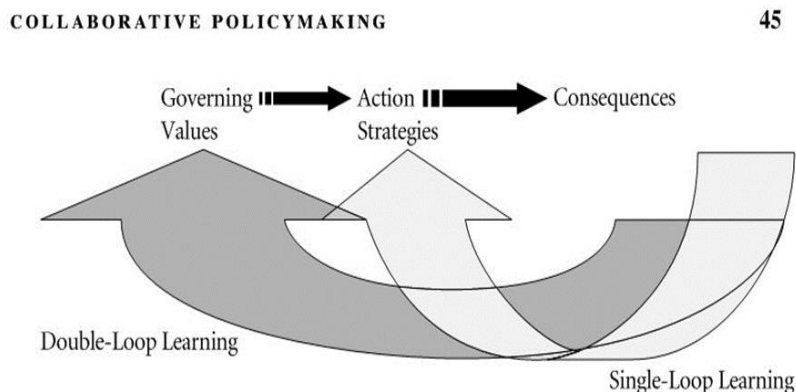 COLLABORATIVE POLICYMAKING 45
Governing Action Consequences
Values Strategies
Double-Loop Learning
Single-Loop Learning